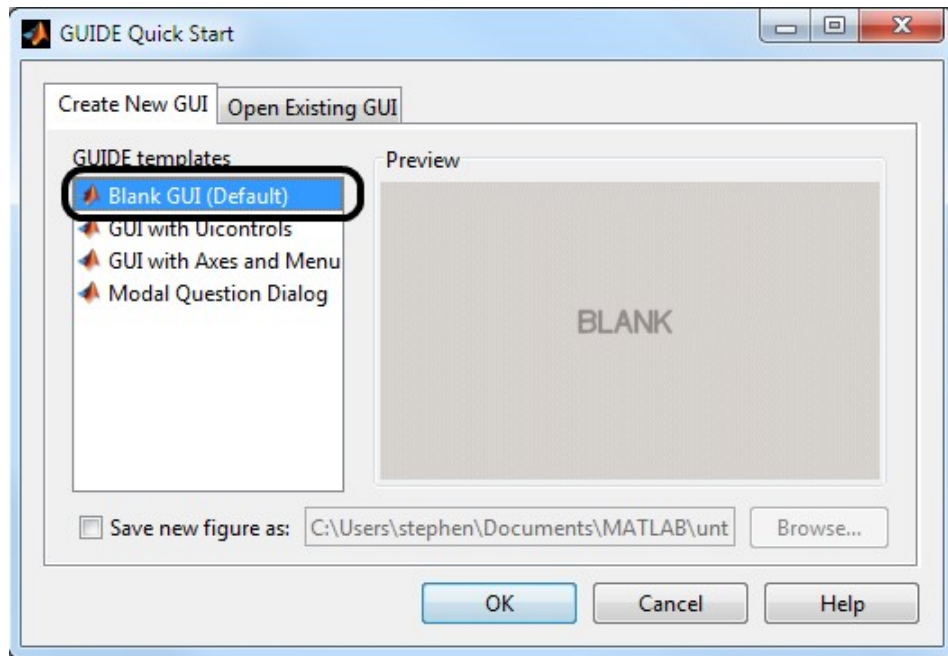 GUIDE Quick Start
Create New GUI
Open Existing GUI
GUIDE templates
Blank GUI (Default)
GUI with Uicontrols
GUI with Axes and Menu
Modal Question Dialog
Preview
BLANK
Save new figure as:
C:\Users\stephen\Documents\MATLAB\unt
Browse...
OK
Cancel
Help